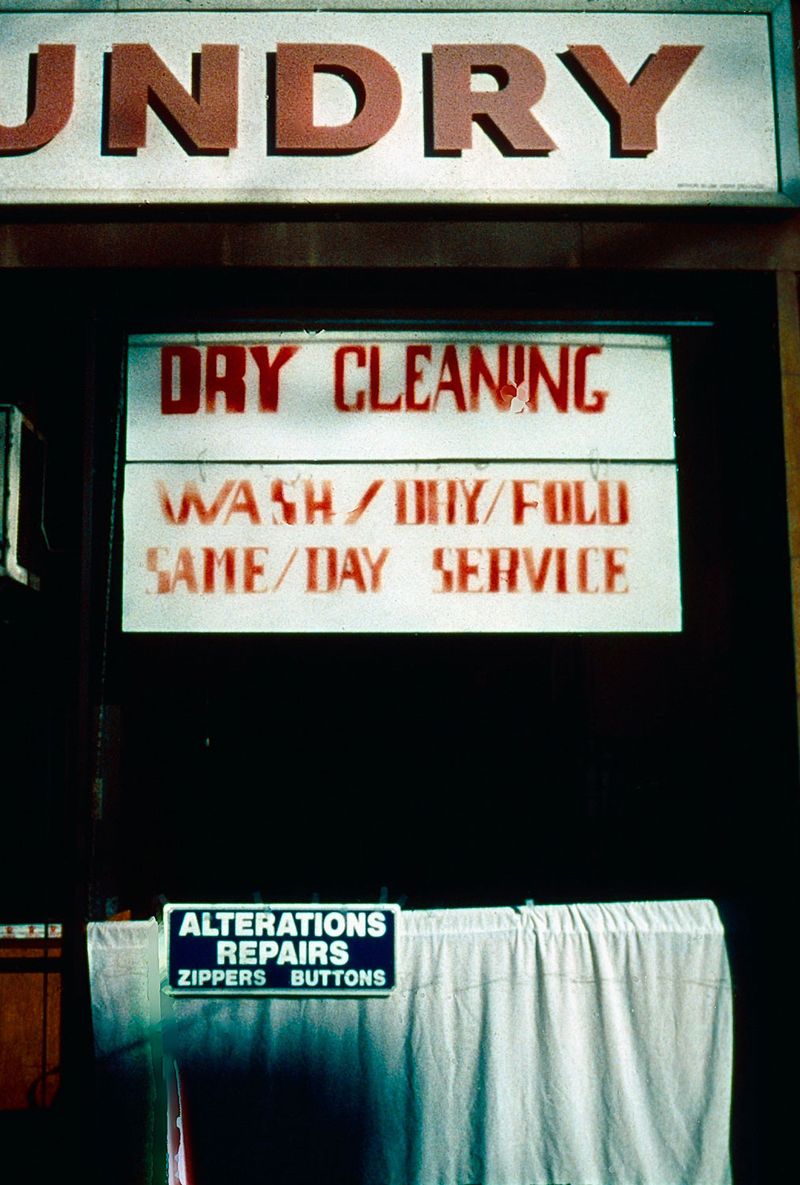 UNDRY
DRY CLEANING
WASH/DRY/FOLD
SAME/DAY SERVICE
ALTERATIONS
REPAIRS
ZIPPERS BUTTONS